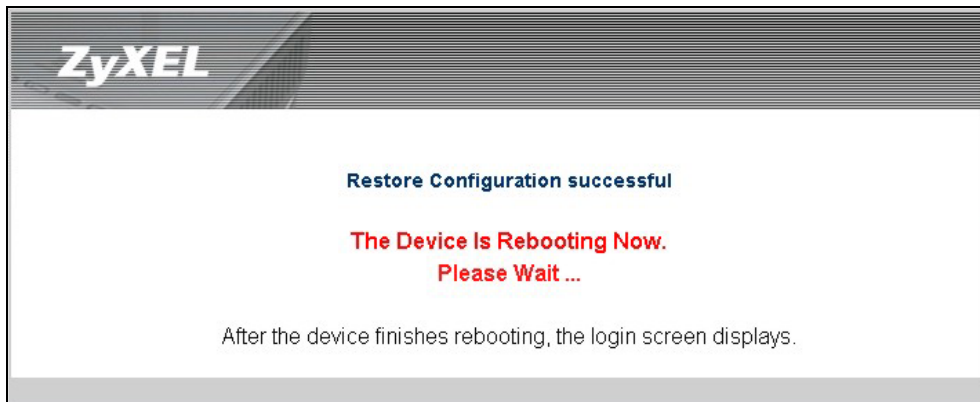 ZyXEL
Restore Configuration successful
The Device Is Rebooting Now.
Please Wait ...
After the device finishes rebooting, the login screen displays.